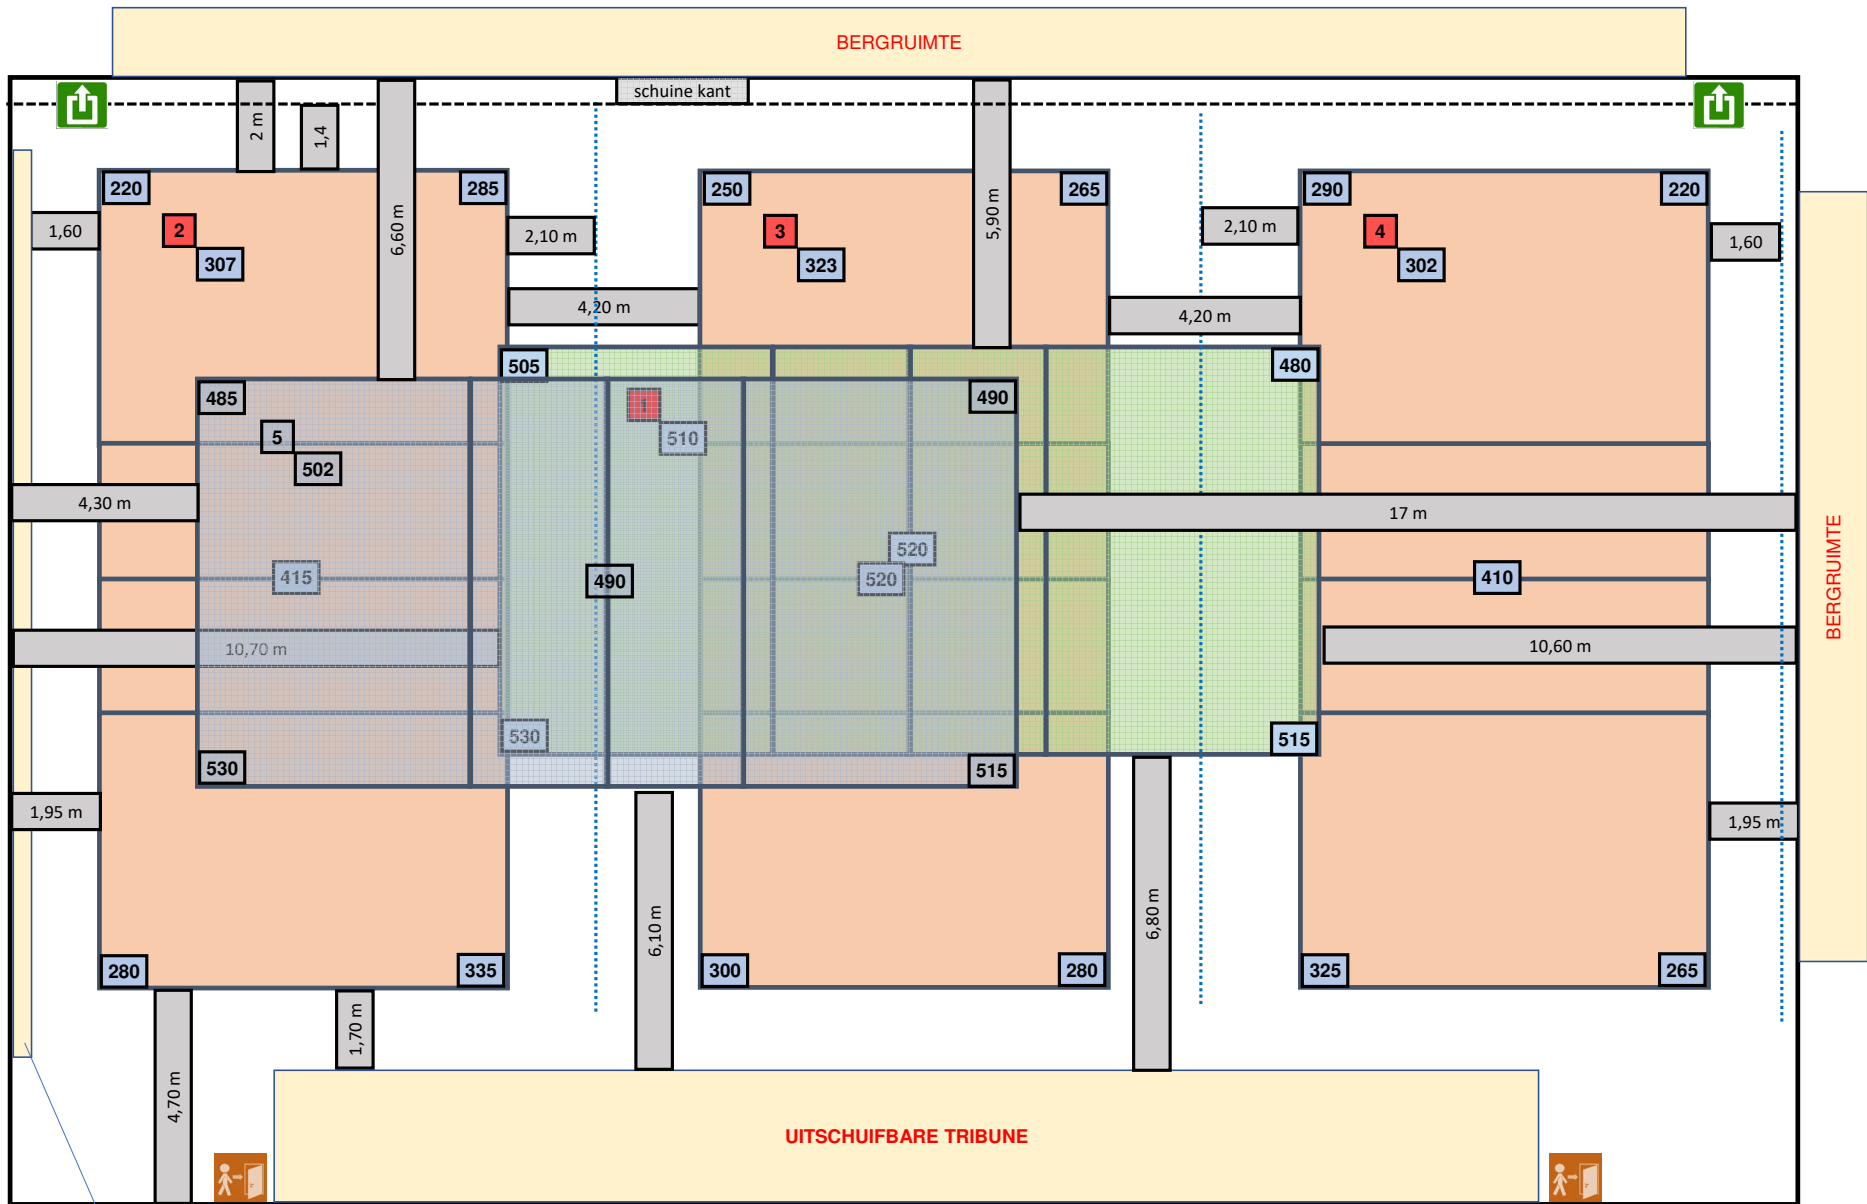 BERGRUIMTE
schuine kant
2 m
1,4
6,60 m
5,90 m
220
285
250
265
290
220
1,60
2
307
2,10 m
3
323
2,10 m
4
302
1,60
4,20 m
4,20 m
505
480
485
490
1
510
5
502
4,30 m
17 m
520
415
490
520
410
BERGRUIMTE
10,70 m
10,60 m
530
515
530
515
1,95 m
1,95 m
6,10 m
6,80 m
280
335
300
280
325
265
1,70 m
4,70 m
UITSCHUIFBARE TRIBUNE